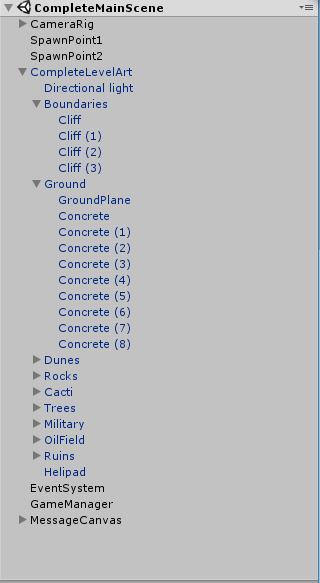 CompleteMainScene
CameraRig
SpawnPoint1
SpawnPoint2
CompleteLevelArt
Directional light
Boundaries
Cliff
Cliff (1)
Cliff (2)
Cliff (3)
Ground
GroundPlane
Concrete
Concrete (1)
Concrete (2)
Concrete (3)
Concrete (4)
Concrete (5)
Concrete (6)
Concrete (7)
Concrete (8)
Dunes
Rocks
Cacti
Trees
Military
OilField
Ruins
Helipad
EventSystem
GameManager
MessageCanvas